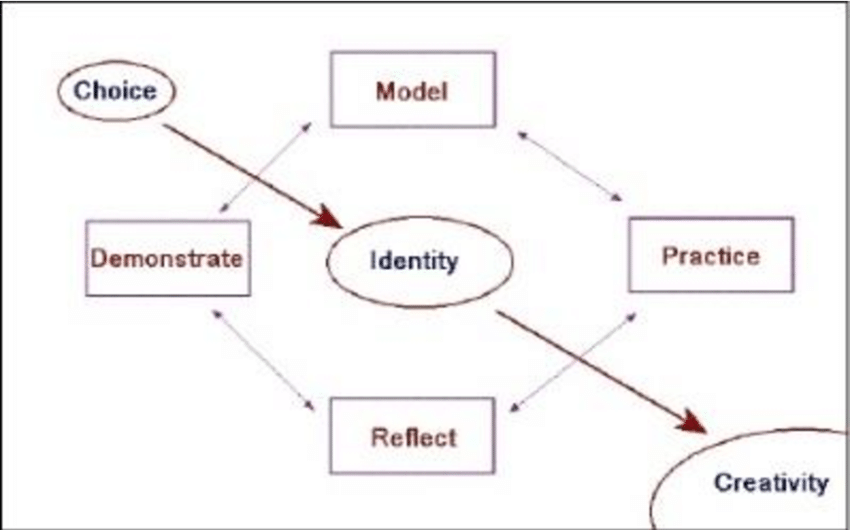 Choice
Model
Demonstrate
Identity
Practice
Reflect
Creativity